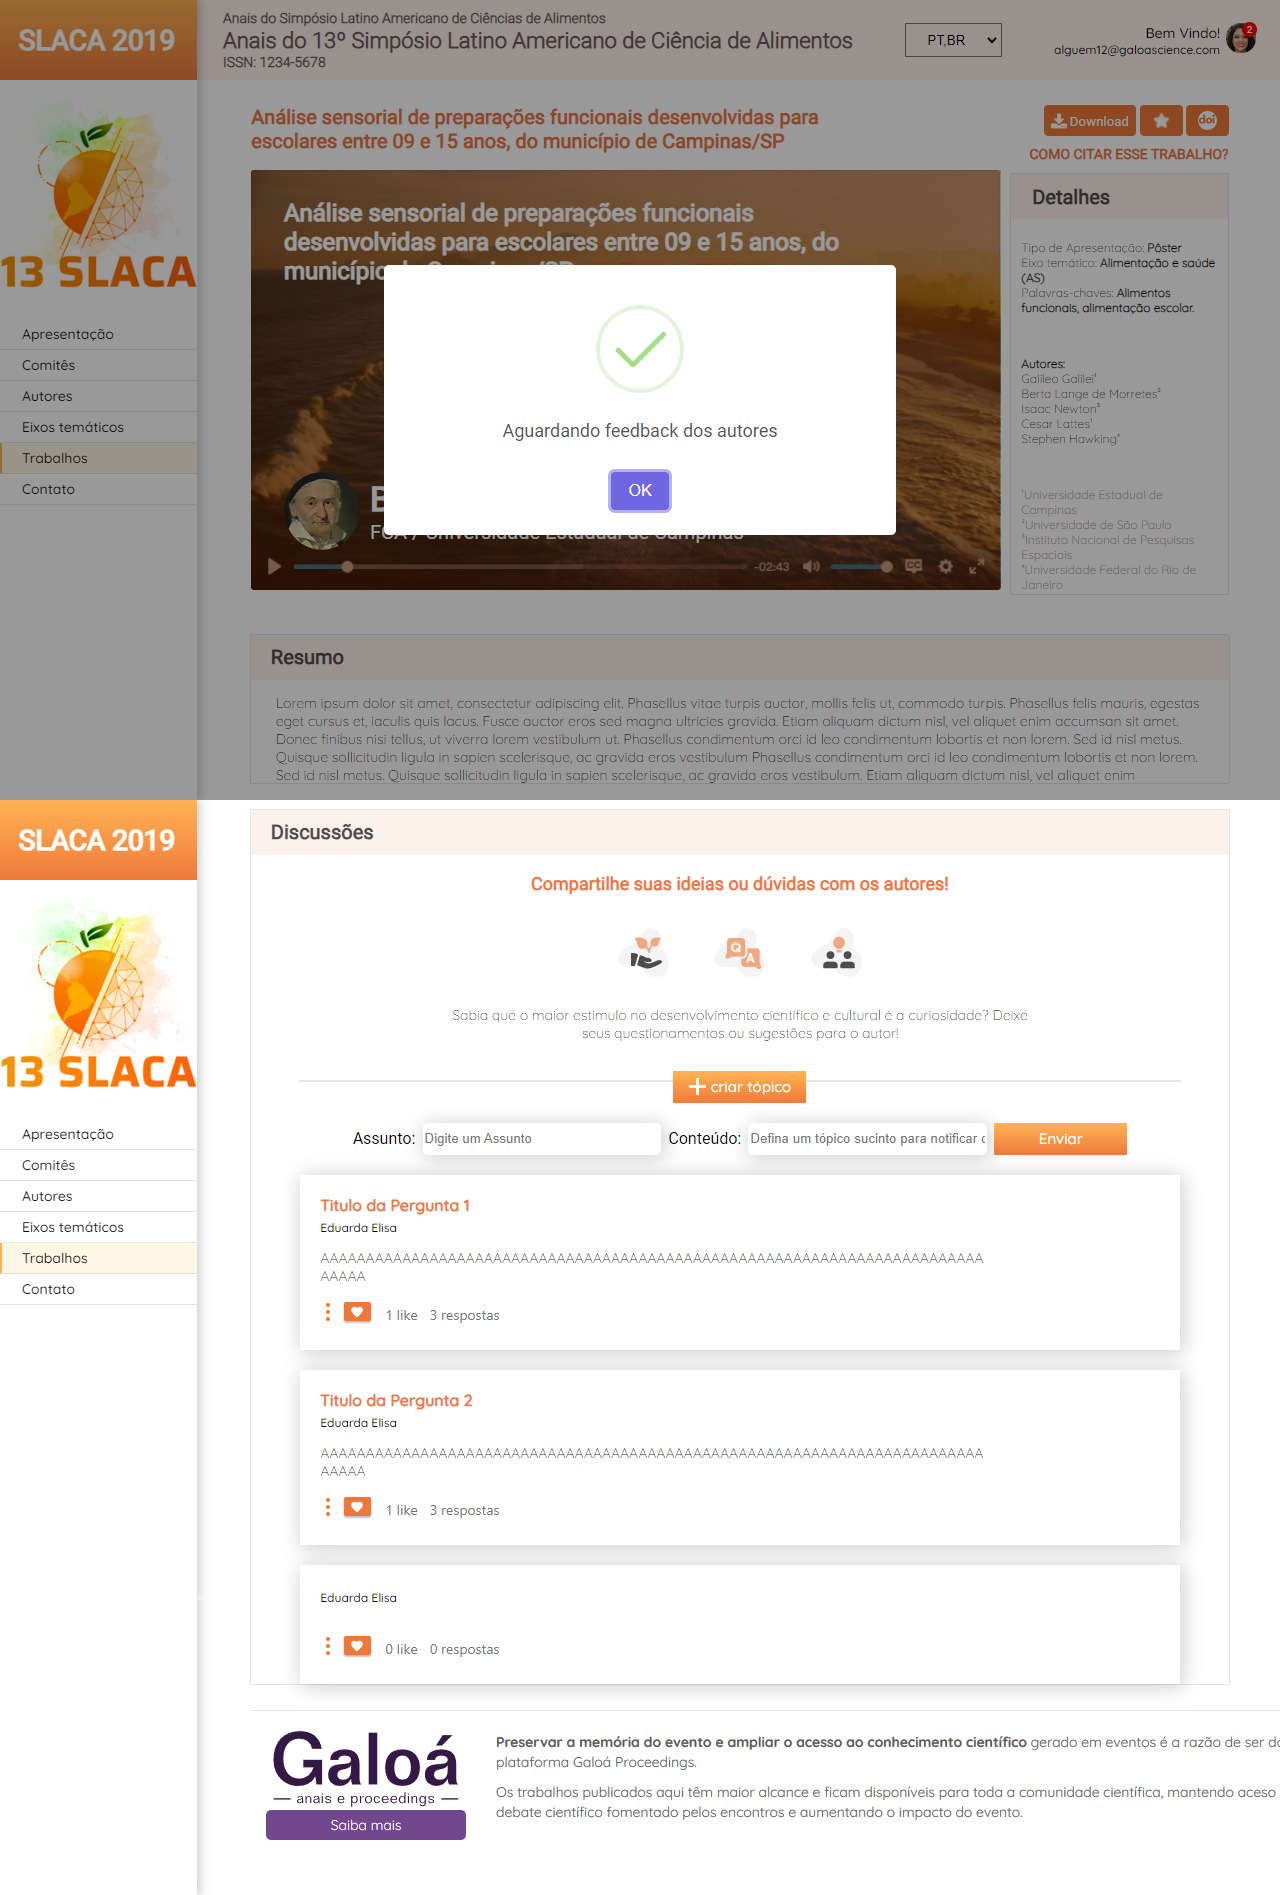 SLACA 2019
Anais do Simpósio Latino Americano de Ciências de Alimentos
Anais do 13º Simpósio Latino Americano de Ciência de Alimentos
ISSN: 1234-5678
PT,BR
Bem Vindo!
alguem12@galoascience.com
2
13 SLACA
Apresentação
Comitês
Autores
Eixos temáticos
Trabalhos
Contato
Análise sensorial de preparações funcionais desenvolvidas para
escolares entre 09 e 15 anos, do município de Campinas/SP
Download
doi
COMO CITAR ESSE TRABALHO?
Análise sensorial de preparações funcionais
desenvolvidas para escolares entre 09 e 15 anos, do
Aguardando feedback dos autores
OK
-02:43
CC
Detalhes
Tipo de Apresentação: Pôster
Eixo temático: Alimentação e saúde
(AS)
Palavras-chaves: Alimentos
funcionais, alimentação escolar.
Autores:
Galileo Galilei¹
Berta Lange de Morretes²
Isaac Newton³
Cesar Lattes¹
Stephen Hawking⁴
¹Universidade Estadual de
Campinas
²Universidade de São Paulo
³Instituto Nacional de Pesquisas
Espaciais
⁴Universidade Federal do Rio de
Janeiro
Resumo
Lorem ipsum dolor sit amet, consectetur adipiscing elit. Phasellus vitae turpis auctor, mollis felis ut, commodo turpis. Phasellus felis mauris, egestas
eget cursus et, iaculis quis lacus. Fusce auctor eros sed magna ultricies gravida. Etiam aliquam dictum nisl, vel aliquet enim accumsan sit amet.
Donec finibus nisi tellus, ut viverra lorem vestibulum ut. Phasellus condimentum orci id leo condimentum lobortis et non lorem. Sed id nisl metus.
Quisque sollicitudin ligula in sapien scelerisque, ac gravida eros vestibulum Phasellus condimentum orci id leo condimentum lobortis et non lorem.
Sed id nisl metus. Quisque sollicitudin ligula in sapien scelerisque, ac gravida eros vestibulum. Etiam aliquam dictum nisl, vel aliquet enim
SLACA 2019
13 SLACA
Apresentação
Comitês
Autores
Eixos temáticos
Trabalhos
Contato
Discussões
Compartilhe suas ideias ou dúvidas com os autores!
Q
A
Sabia que o maior estímulo no desenvolvimento científico e cultural é a curiosidade? Deixe
seus questionamentos ou sugestões para o autor!
criar tópico
Assunto: Digite um Assunto Conteúdo: Defina um tópico sucinto para notificar Enviar
Titulo da Pergunta 1
Eduarda Elisa
AAAAAAAAAAAAAAAAAAAAAAAAAAAAAAAAAAAAAAAAAAAAAAAAAAAAAAAAAAAAAAAAAAAAAAAAA
AAAAA
1 like 3 respostas
Titulo da Pergunta 2
Eduarda Elisa
AAAAAAAAAAAAAAAAAAAAAAAAAAAAAAAAAAAAAAAAAAAAAAAAAAAAAAAAAAAAAAAAAAAAAAAAA
AAAAA
1 like 3 respostas
Eduarda Elisa
0 like 0 respostas
Galoá
anais e proceedings
Saiba mais
Preservar a memória do evento e ampliar o acesso ao conhecimento científico gerado em eventos é a razão de ser
plataforma Galoá Proceedings.
Os trabalhos publicados aqui têm maior alcance e ficam disponíveis para toda a comunidade científica, mantendo aceso
debate científico fomentado pelos encontros e aumentando o impacto do evento.